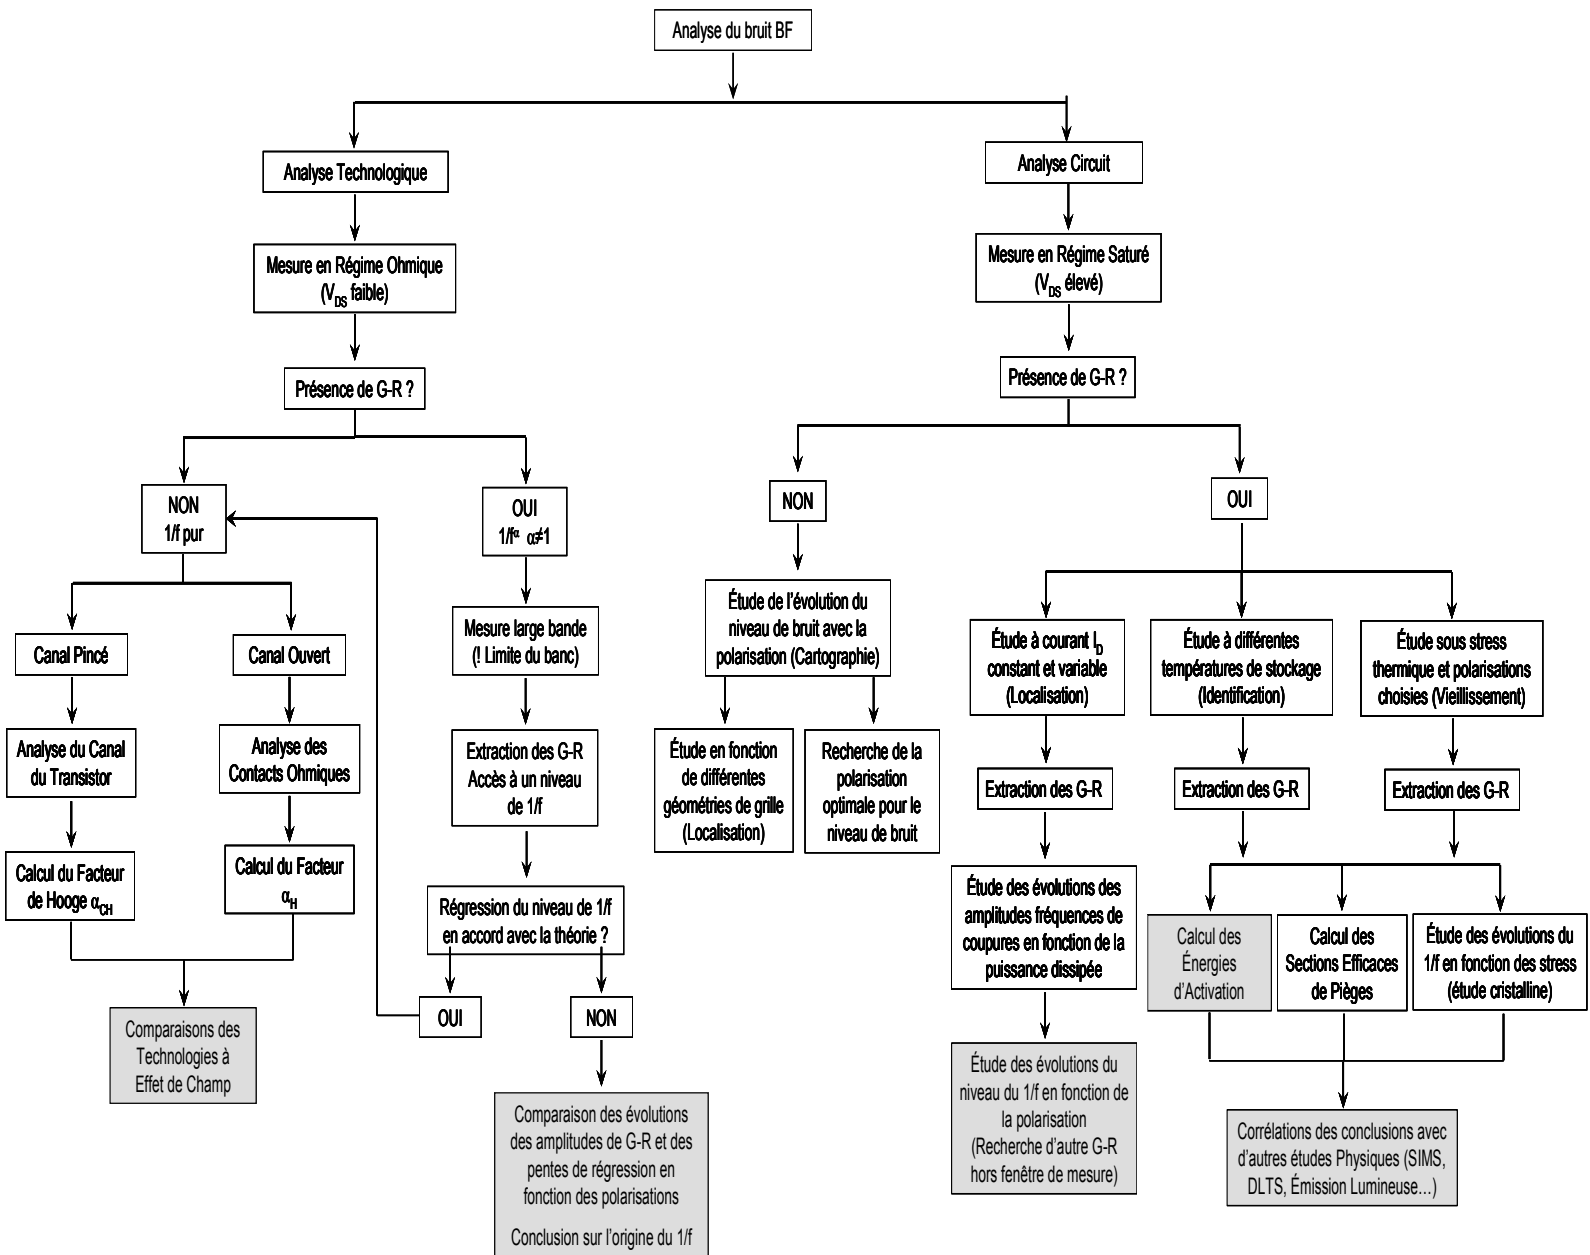 Analyse du bruit BF
Analyse Technologique
Mesure en Régime Ohmique
(V_DS faible)
Présence de G-R ?
NON
1/f pur
OUI
1/f^α α≠1
Canal Pincé
Canal Ouvert
Analyse du Canal
du Transistor
Analyse des
Contacts Ohmiques
Calcul du Facteur
de Hooge α_CH
Calcul du Facteur
α_H
Comparaisons des
Technologies à
Effet de Champ
Mesure large bande
(! Limite du banc)
Extraction des G-R
Accès à un niveau
de 1/f
Régression du niveau de 1/f
en accord avec la théorie ?
OUI
NON
Comparaison des évolutions
des amplitudes de G-R et des
pentes de régression en
fonction des polarisations
Conclusion sur l'origine du 1/f
Analyse Circuit
Mesure en Régime Saturé
(V_DS élevé)
Présence de G-R ?
NON
OUI
Étude de l'évolution du
niveau de bruit avec la
polarisation (Cartographie)
Étude en fonction
de différentes
géométries de grille
(Localisation)
Recherche de la
polarisation
optimale pour le
niveau de bruit
Étude à courant I_D
constant et variable
(Localisation)
Extraction des G-R
Étude des évolutions des
amplitudes fréquences de
coupures en fonction de la
puissance dissipée
Étude des évolutions du
niveau du 1/f en fonction de
la polarisation
(Recherche d'autre G-R
hors fenêtre de mesure)
Étude à différentes
températures de stockage
(Identification)
Extraction des G-R
Étude sous stress
thermique et polarisations
choisies (Vieillissement)
Extraction des G-R
Calcul des
Énergies
d'Activation
Calcul des
Sections Efficaces
de Pièges
Étude des évolutions du
1/f en fonction des stress
(étude cristalline)
Corrélations des conclusions avec
d'autres études Physiques (SIMS,
DLTS, Émission Lumineuse…)